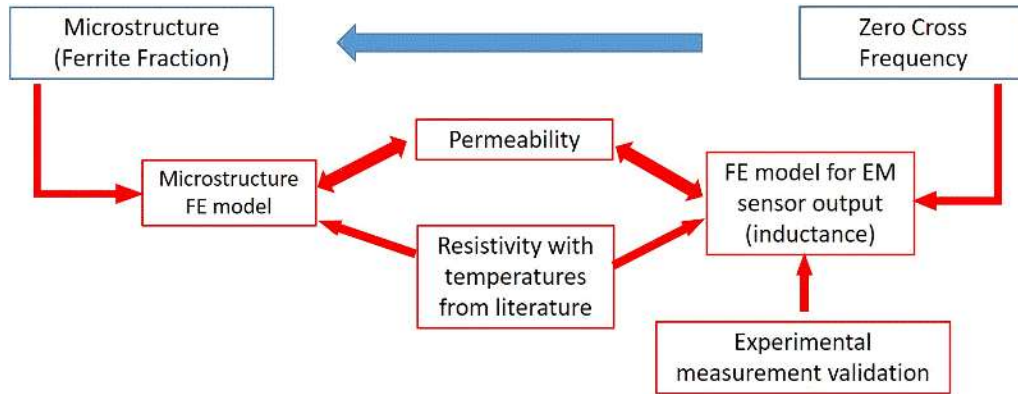 Microstructure
(Ferrite Fraction)
Zero Cross
Frequency
Permeability
Microstructure
FE model
FE model for EM
sensor output
(inductance)
Resistivity with
temperatures
from literature
Experimental
measurement validation